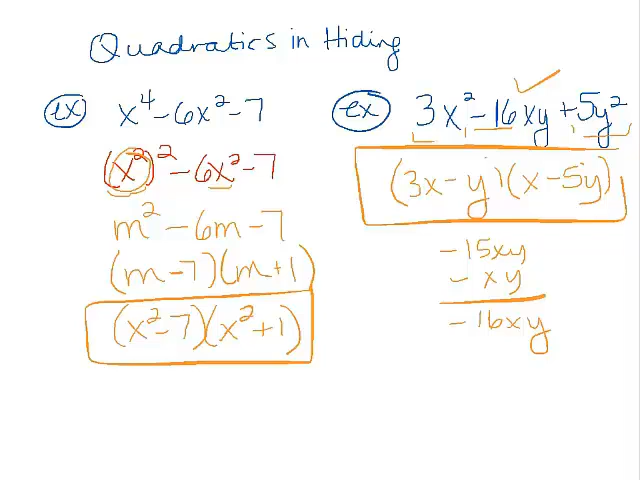 Quadratics in Hiding
ex x⁴ - 6x² - 7
(x²)² - 6x² - 7
m² - 6m - 7
(m - 7)(m + 1)
(x² - 7)(x² + 1)
ex 3x² - 16xy + 5y²
(3x - y)(x - 5y)
- 15xy
- xy
- 16xy